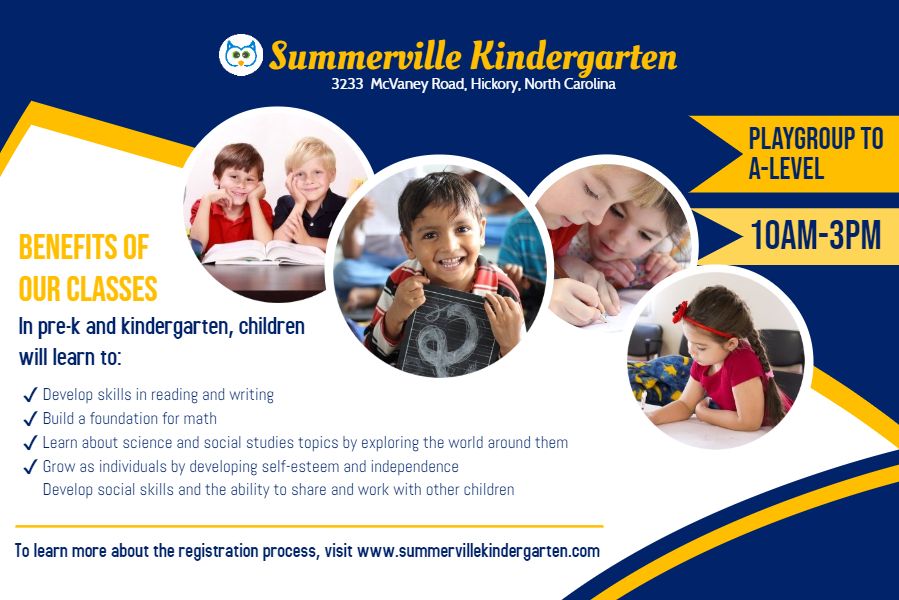 Summerville Kindergarten
3233 McVaney Road, Hickory, North Carolina
PLAYGROUP TO
A-LEVEL
10AM-3PM
BENEFITS OF
OUR CLASSES
In pre-k and kindergarten, children
will learn to:
✓ Develop skills in reading and writing
✓ Build a foundation for math
✓ Learn about science and social studies topics by exploring the world around them
✓ Grow as individuals by developing self-esteem and independence
Develop social skills and the ability to share and work with other children
To learn more about the registration process, visit www.summervillekindergarten.com